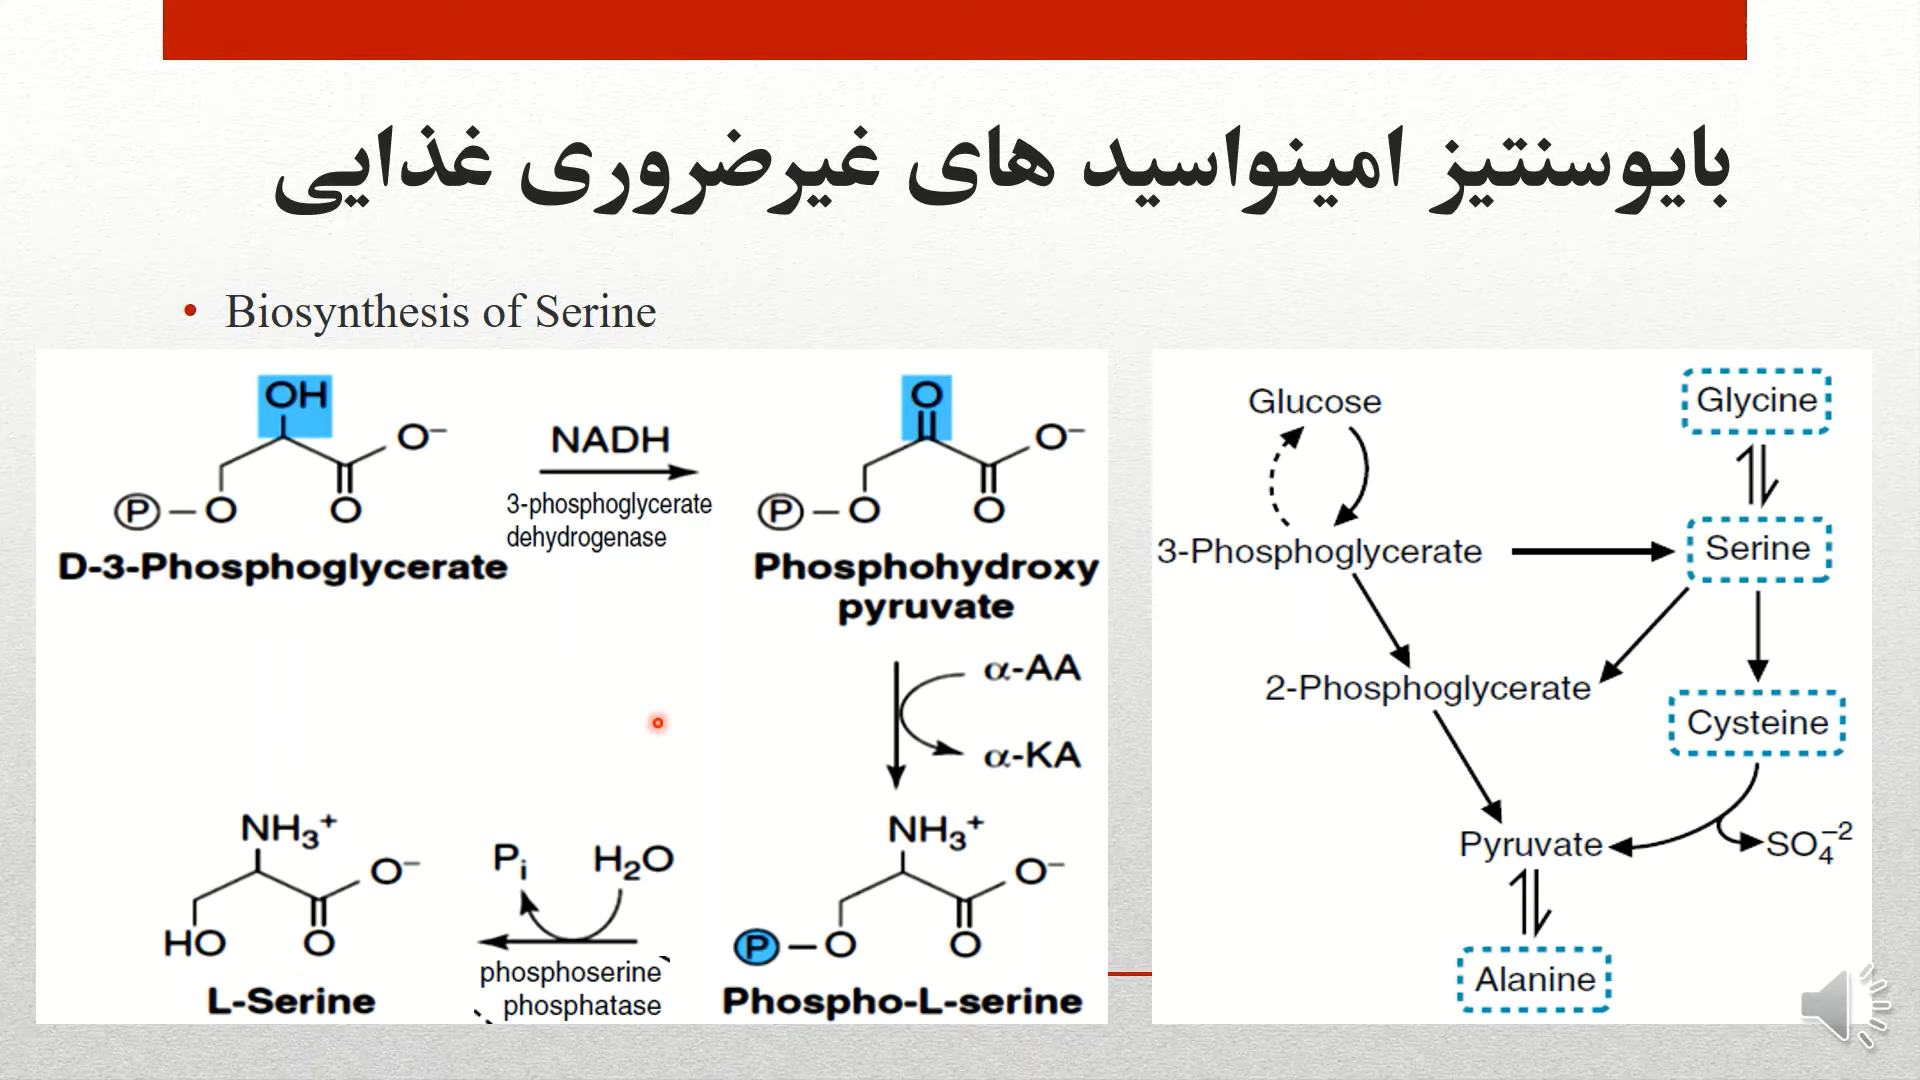 بایوسنتیز امینواسید های غیرضروری غذایی
• Biosynthesis of Serine
OH
O–
P – O
O
D-3-Phosphoglycerate
NADH
3-phosphoglycerate
dehydrogenase
O
O–
P – O
O
Phosphohydroxy
pyruvate
α-AA
α-KA
NH3+
O–
P – O
O
Phospho-L-serine
Pi
H2O
phosphoserine
phosphatase
NH3+
O–
HO
O
L-Serine
Glucose
Glycine
3-Phosphoglycerate
Serine
2-Phosphoglycerate
Cysteine
Pyruvate
SO4–2
Alanine